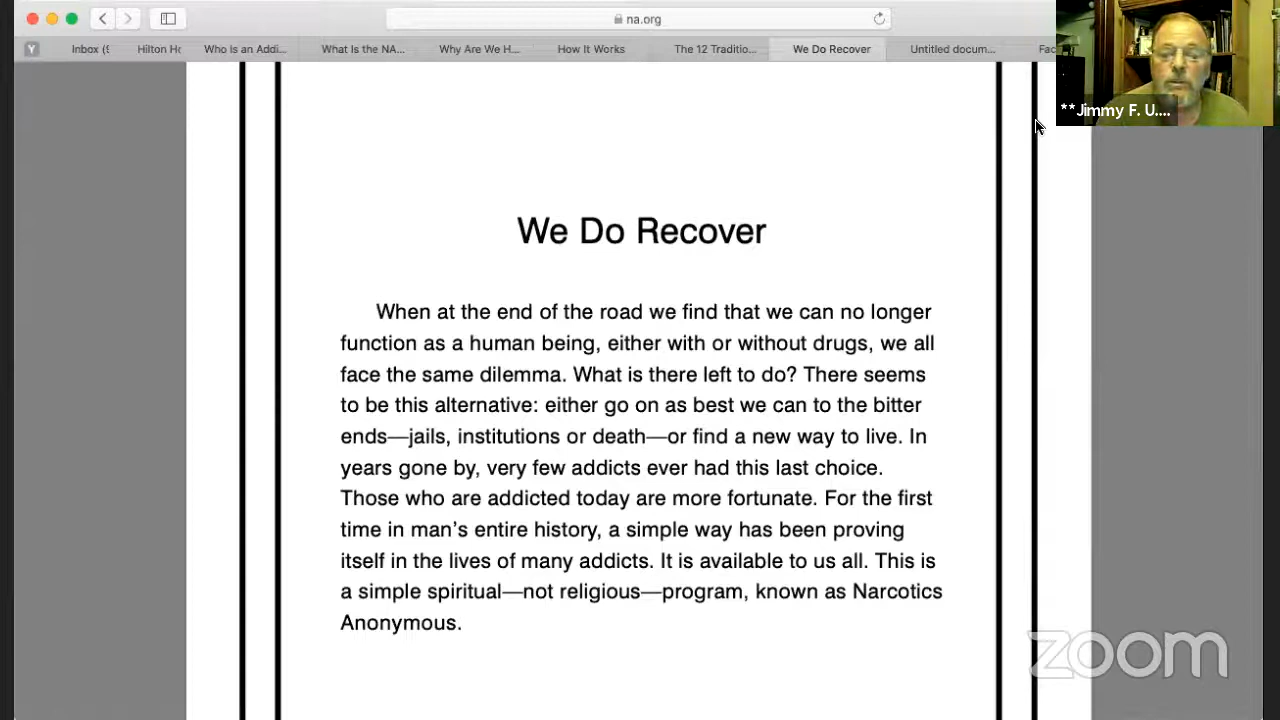 na.org
Y
Inbox (
Hilton Ho
Who Is an Addi...
What Is the NA...
Why Are We H...
How It Works
The 12 Traditio...
We Do Recover
Untitled docum...
Fac
**Jimmy F. U....
We Do Recover
When at the end of the road we find that we can no longer
function as a human being, either with or without drugs, we all
face the same dilemma. What is there left to do? There seems
to be this alternative: either go on as best we can to the bitter
ends—jails, institutions or death—or find a new way to live. In
years gone by, very few addicts ever had this last choice.
Those who are addicted today are more fortunate. For the first
time in man's entire history, a simple way has been proving
itself in the lives of many addicts. It is available to us all. This is
a simple spiritual—not religious—program, known as Narcotics
Anonymous.
zoom